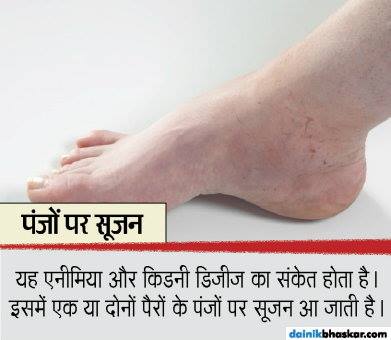 पंजों पर सूजन
यह एनीमिया और किडनी डिजीज का संकेत होता है।
इसमें एक या दोनों पैरों के पंजों पर सूजन आ जाती है।
dainikbhaskar.com